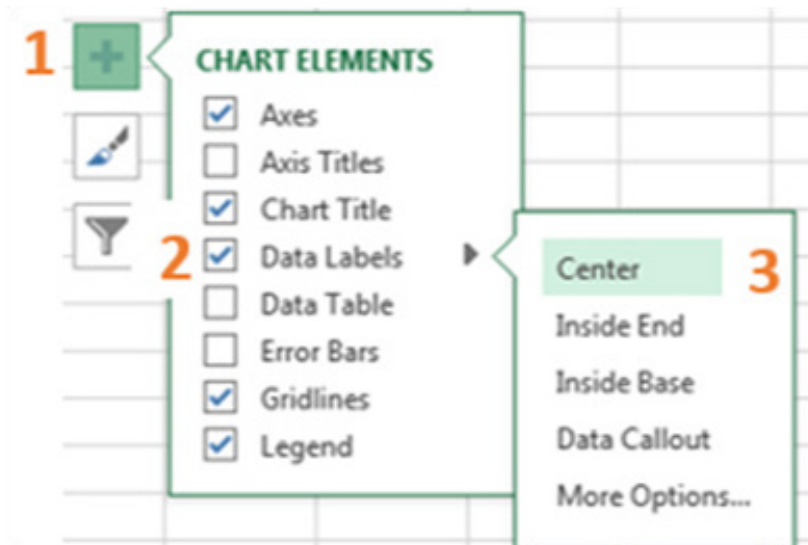 1
CHART ELEMENTS
Axes
Axis Titles
Chart Title
2 Data Labels
Data Table
Error Bars
Gridlines
Legend
Center 3
Inside End
Inside Base
Data Callout
More Options...